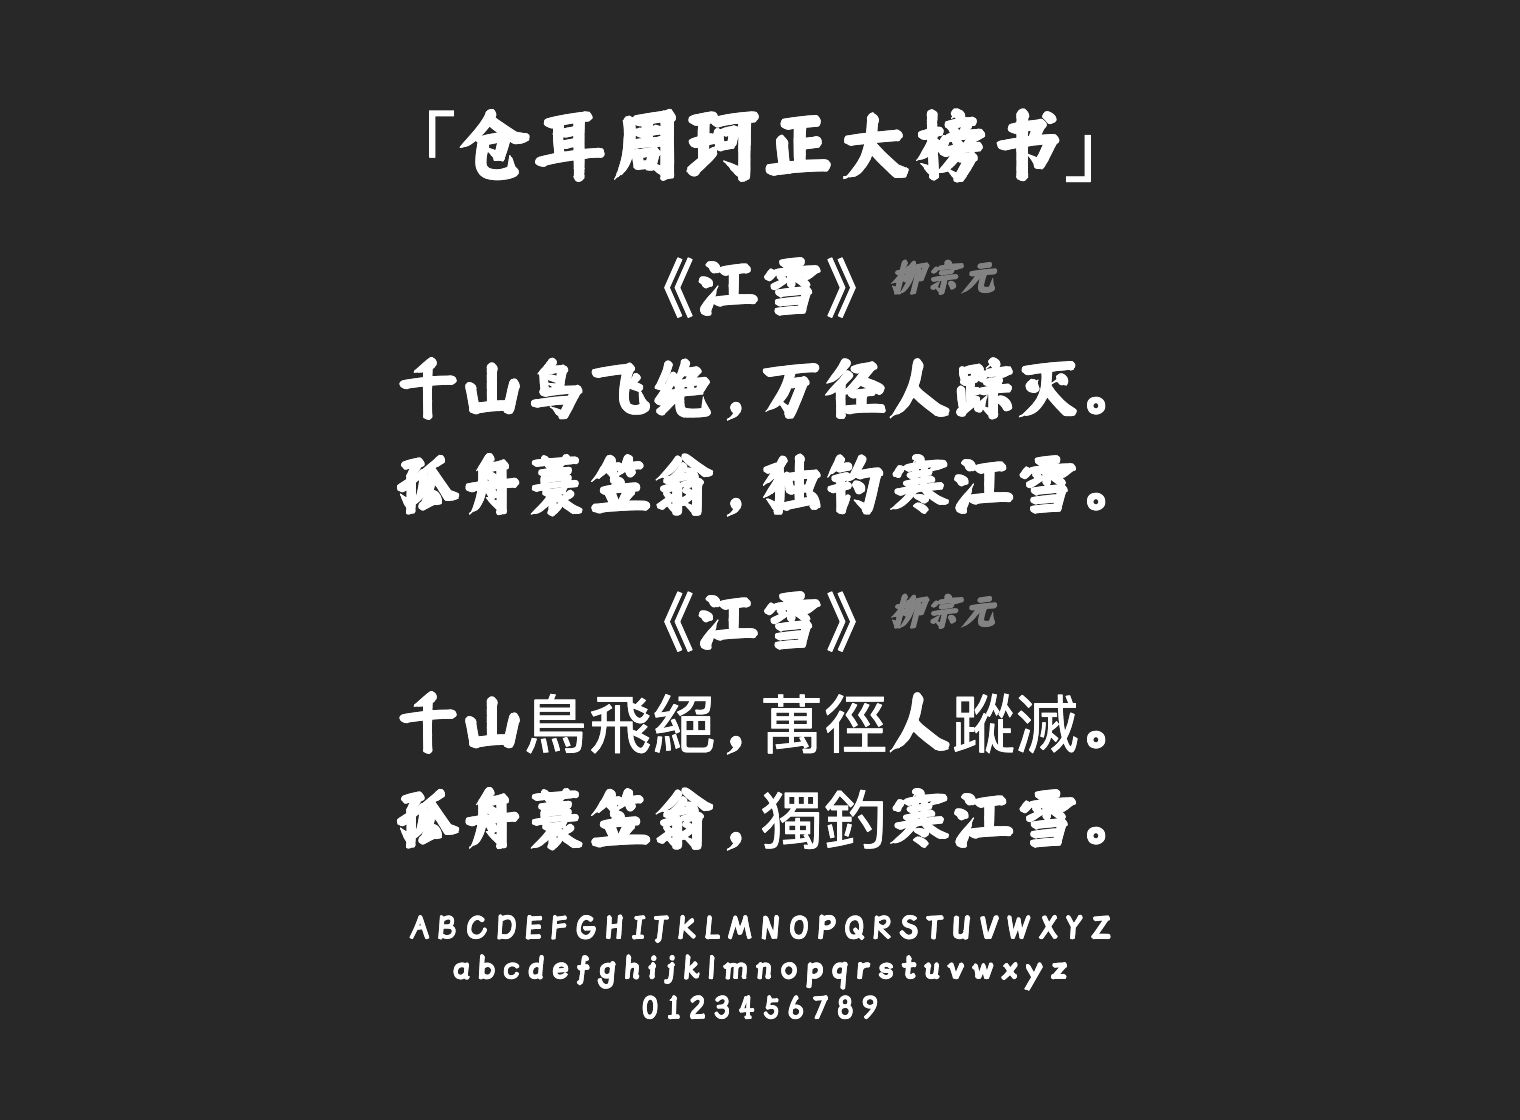 「仓耳周珂正大榜书」
《江雪》 柳宗元
千山鸟飞绝,万径人踪灭。
孤舟蓑笠翁,独钓寒江雪。
《江雪》 柳宗元
千山鳥飛絕,萬徑人蹤滅。
孤舟蓑笠翁,獨釣寒江雪。
ABCDEFGHIJKLMNOPQRSTUVWXYZ
abcdefghijklmnopqrstuvwxyz
0123456789